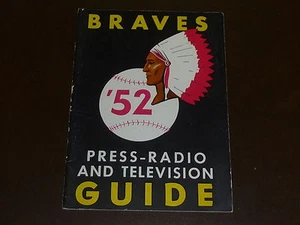 BRAVES
'52
PRESS-RADIO
AND TELEVISION
GUIDE